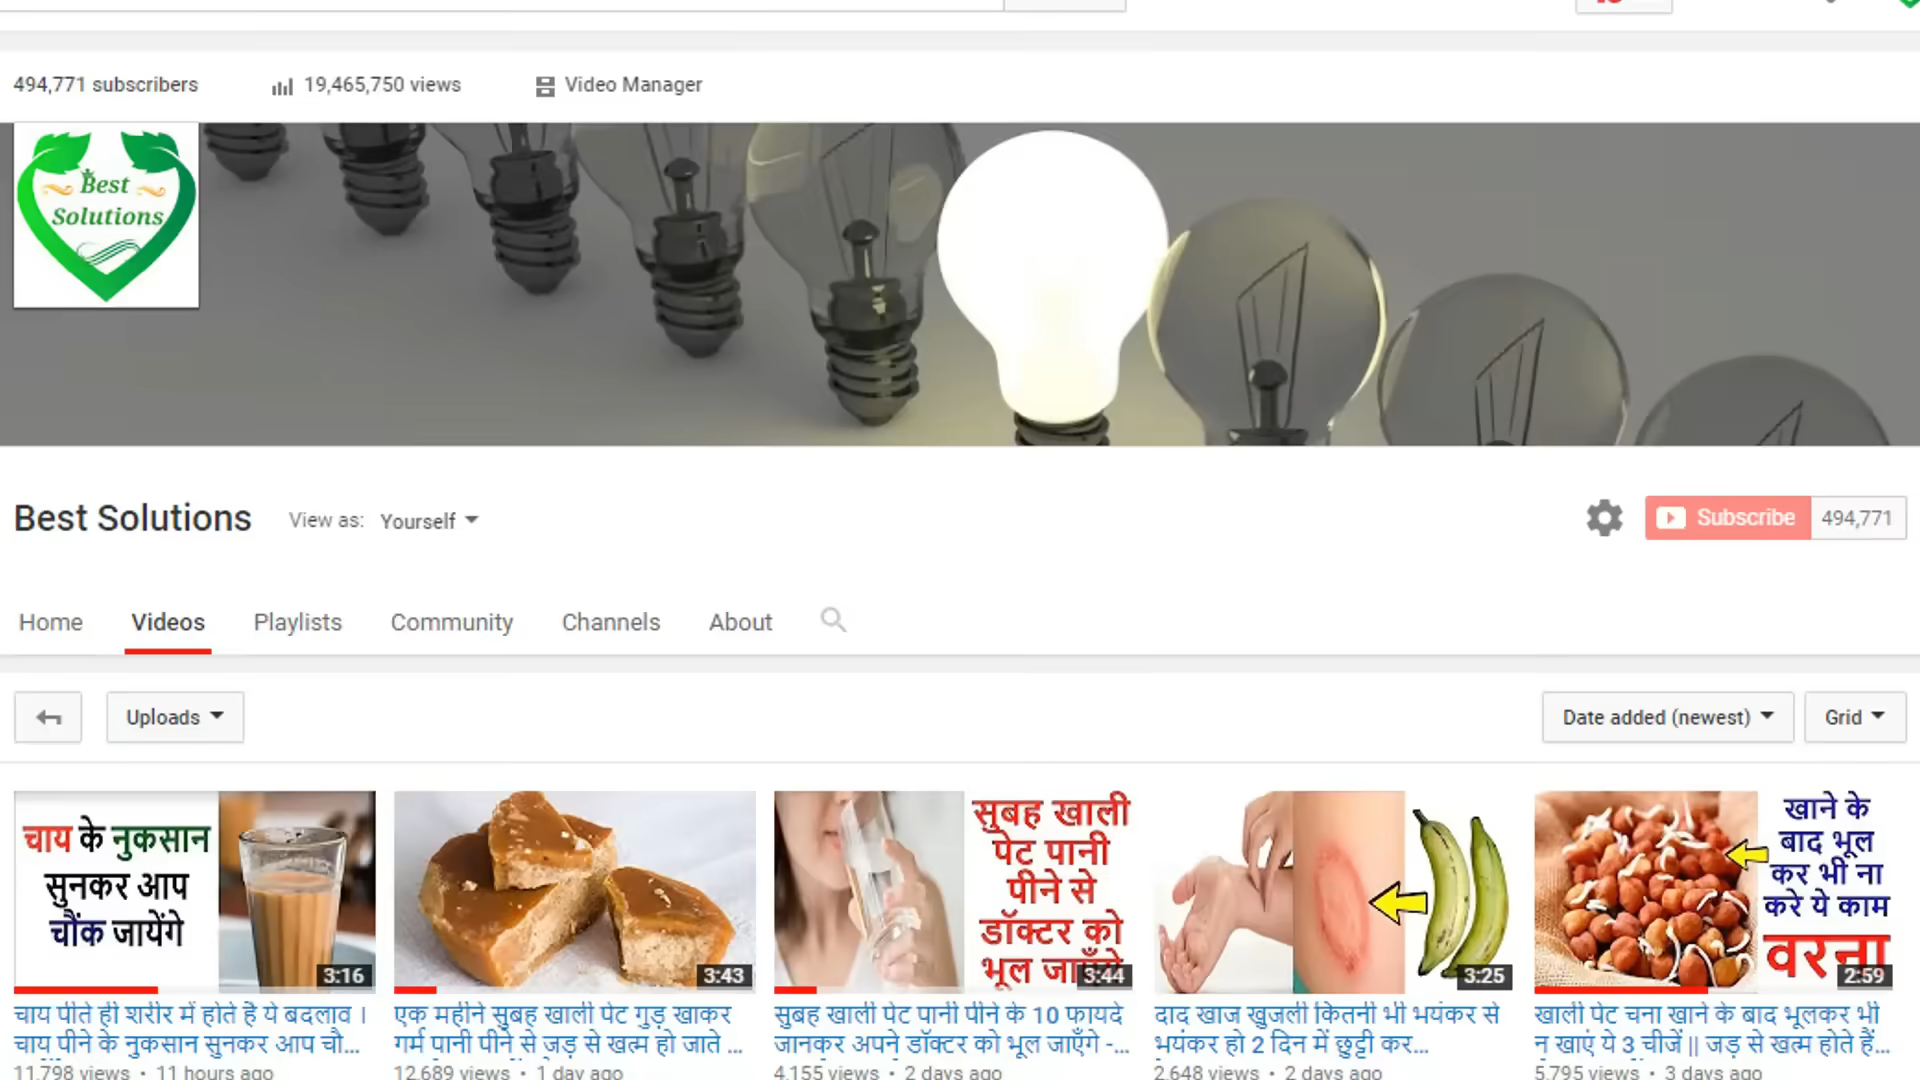 494,771 subscribers
19,465,750 views
Video Manager
Best
Solutions
Best Solutions
View as: Yourself
Subscribe 494,771
Home
Videos
Playlists
Community
Channels
About
Uploads
Date added (newest)
Grid
चाय के नुकसान
सुनकर आप
चौंक जायेंगे
3:16
चाय पीते ही शरीर में होते है ये बदलाव ।
चाय पीने के नुकसान सुनकर आप चौ...
11,798 views • 11 hours ago
3:43
एक महीने सुबह खाली पेट गुड़ खाकर
गर्म पानी पीने से जड़ से खत्म हो जाते ...
12,689 views • 1 day ago
सुबह खाली
पेट पानी
पीने से
डॉक्टर को
भूल जाएँगे
3:44
सुबह खाली पेट पानी पीने के 10 फायदे
जानकर अपने डॉक्टर को भूल जाएँगे -...
4,155 views • 2 days ago
3:25
दाद खाज खुजली कितनी भी भयंकर से
भयंकर हो 2 दिन में छुट्टी कर...
2,648 views • 2 days ago
खाने के
बाद भूल
कर भी ना
करे ये काम
वरना
2:59
खाली पेट चना खाने के बाद भूलकर भी
न खाएं ये 3 चीजें || जड़ से खत्म होते हैं...
5,795 views • 3 days ago